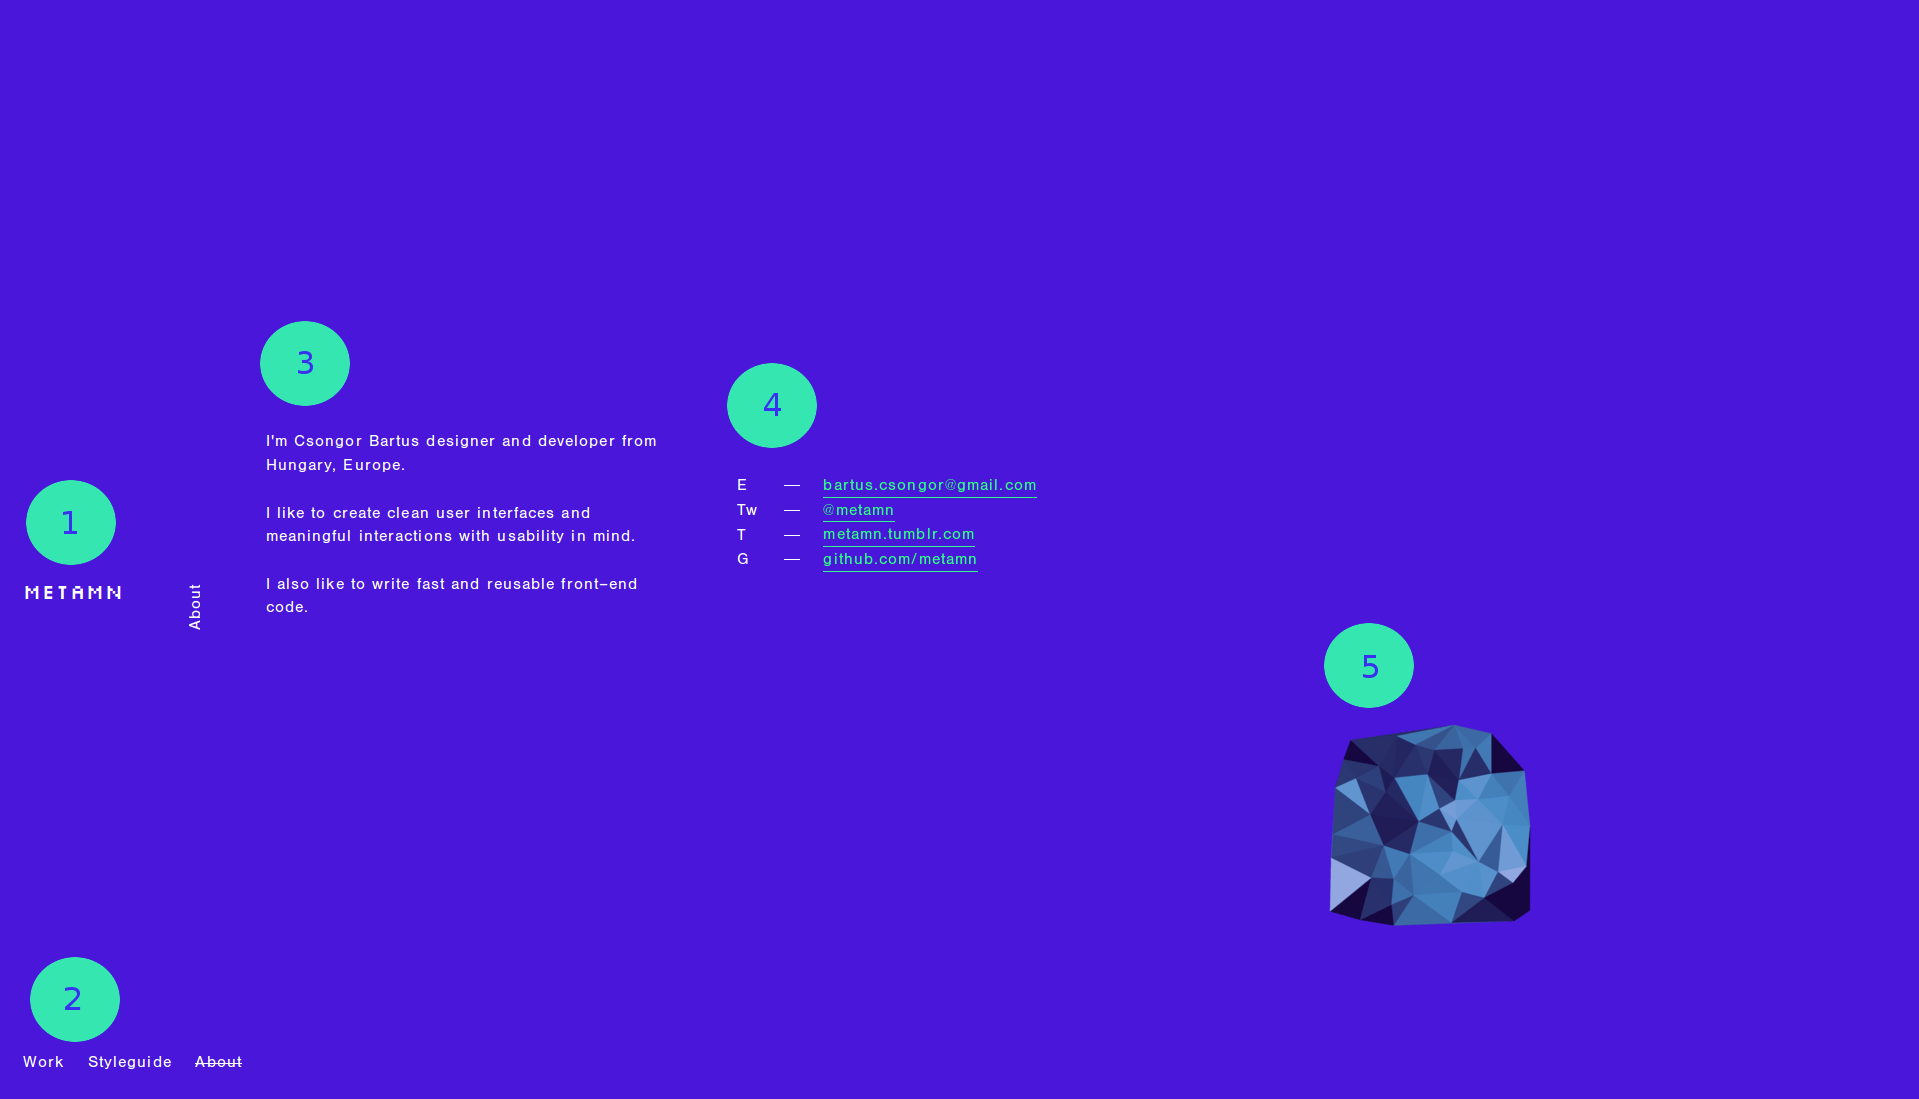 3
I'm Csongor Bartus designer and developer from
Hungary, Europe.
I like to create clean user interfaces and
meaningful interactions with usability in mind.
I also like to write fast and reusable front–end
code.
4
E — bartus.csongor@gmail.com
Tw — @metamn
T — metamn.tumblr.com
G — github.com/metamn
1
METAMN
About
5
2
Work Styleguide About